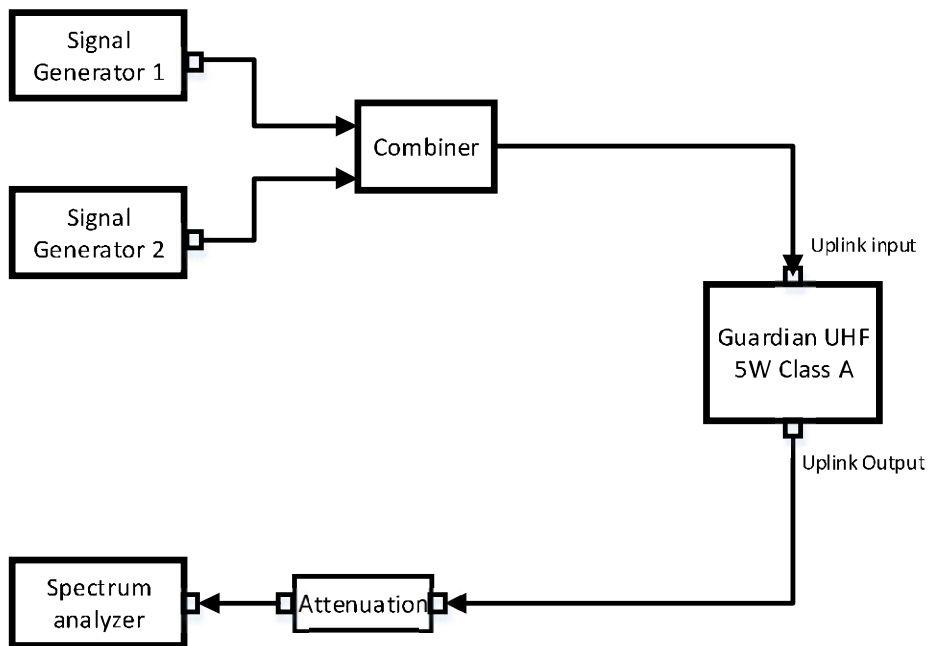 Signal
Generator 1
Combiner
Signal
Generator 2
Uplink input
Guardian UHF
5W Class A
Uplink Output
Spectrum
analyzer
Attenuation